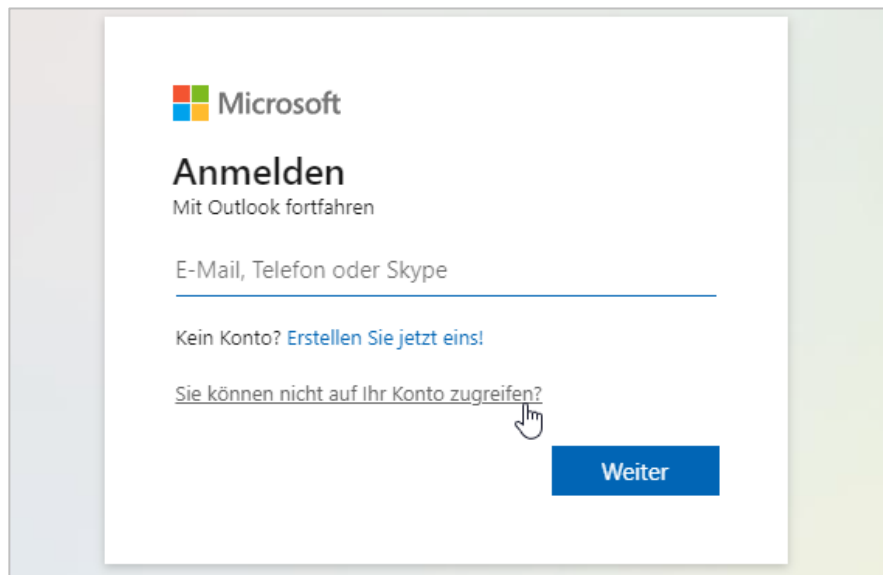 Microsoft
Anmelden
Mit Outlook fortfahren
E-Mail, Telefon oder Skype
Kein Konto? Erstellen Sie jetzt eins!
Sie können nicht auf Ihr Konto zugreifen?
Weiter